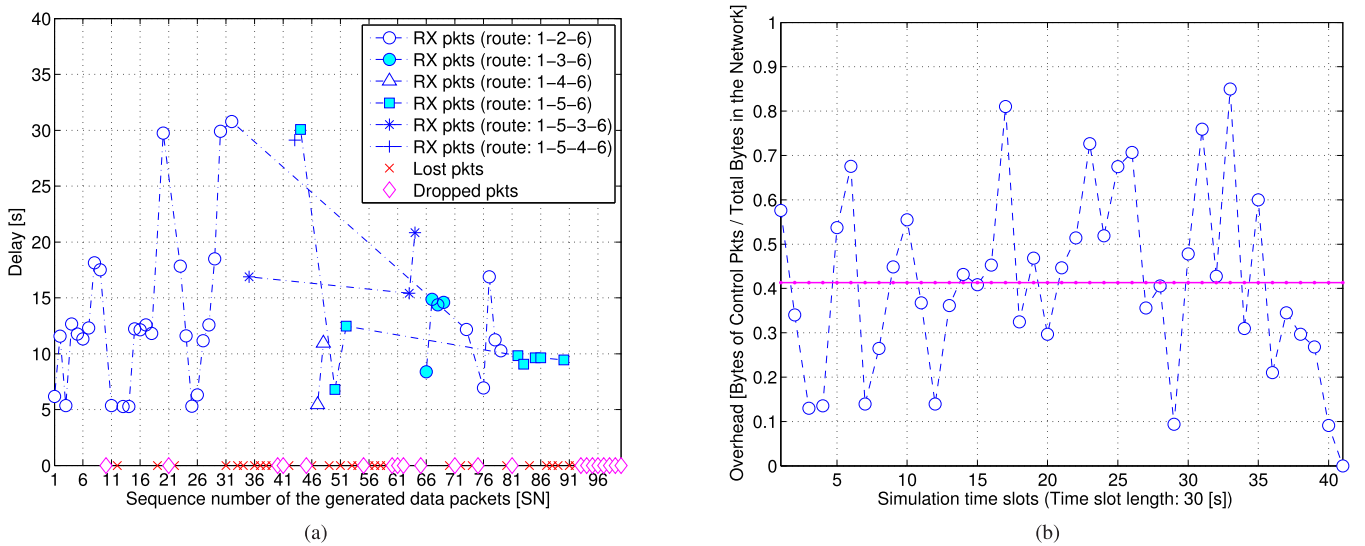 40
35
30
25
20
15
10
5
0
Delay [s]
RX pkts (route: 1−2−6)
RX pkts (route: 1−3−6)
RX pkts (route: 1−4−6)
RX pkts (route: 1−5−6)
RX pkts (route: 1−5−3−6)
RX pkts (route: 1−5−4−6)
Lost pkts
Dropped pkts
1 6 11 16 21 26 31 36 41 46 51 56 61 66 71 76 81 86 91 96
Sequence number of the generated data packets [SN]
(a)
1
0.9
0.8
0.7
0.6
0.5
0.4
0.3
0.2
0.1
0
Overhead [Bytes of Control Pkts / Total Bytes in the Network]
5 10 15 20 25 30 35 40
Simulation time slots (Time slot length: 30 [s])
(b)